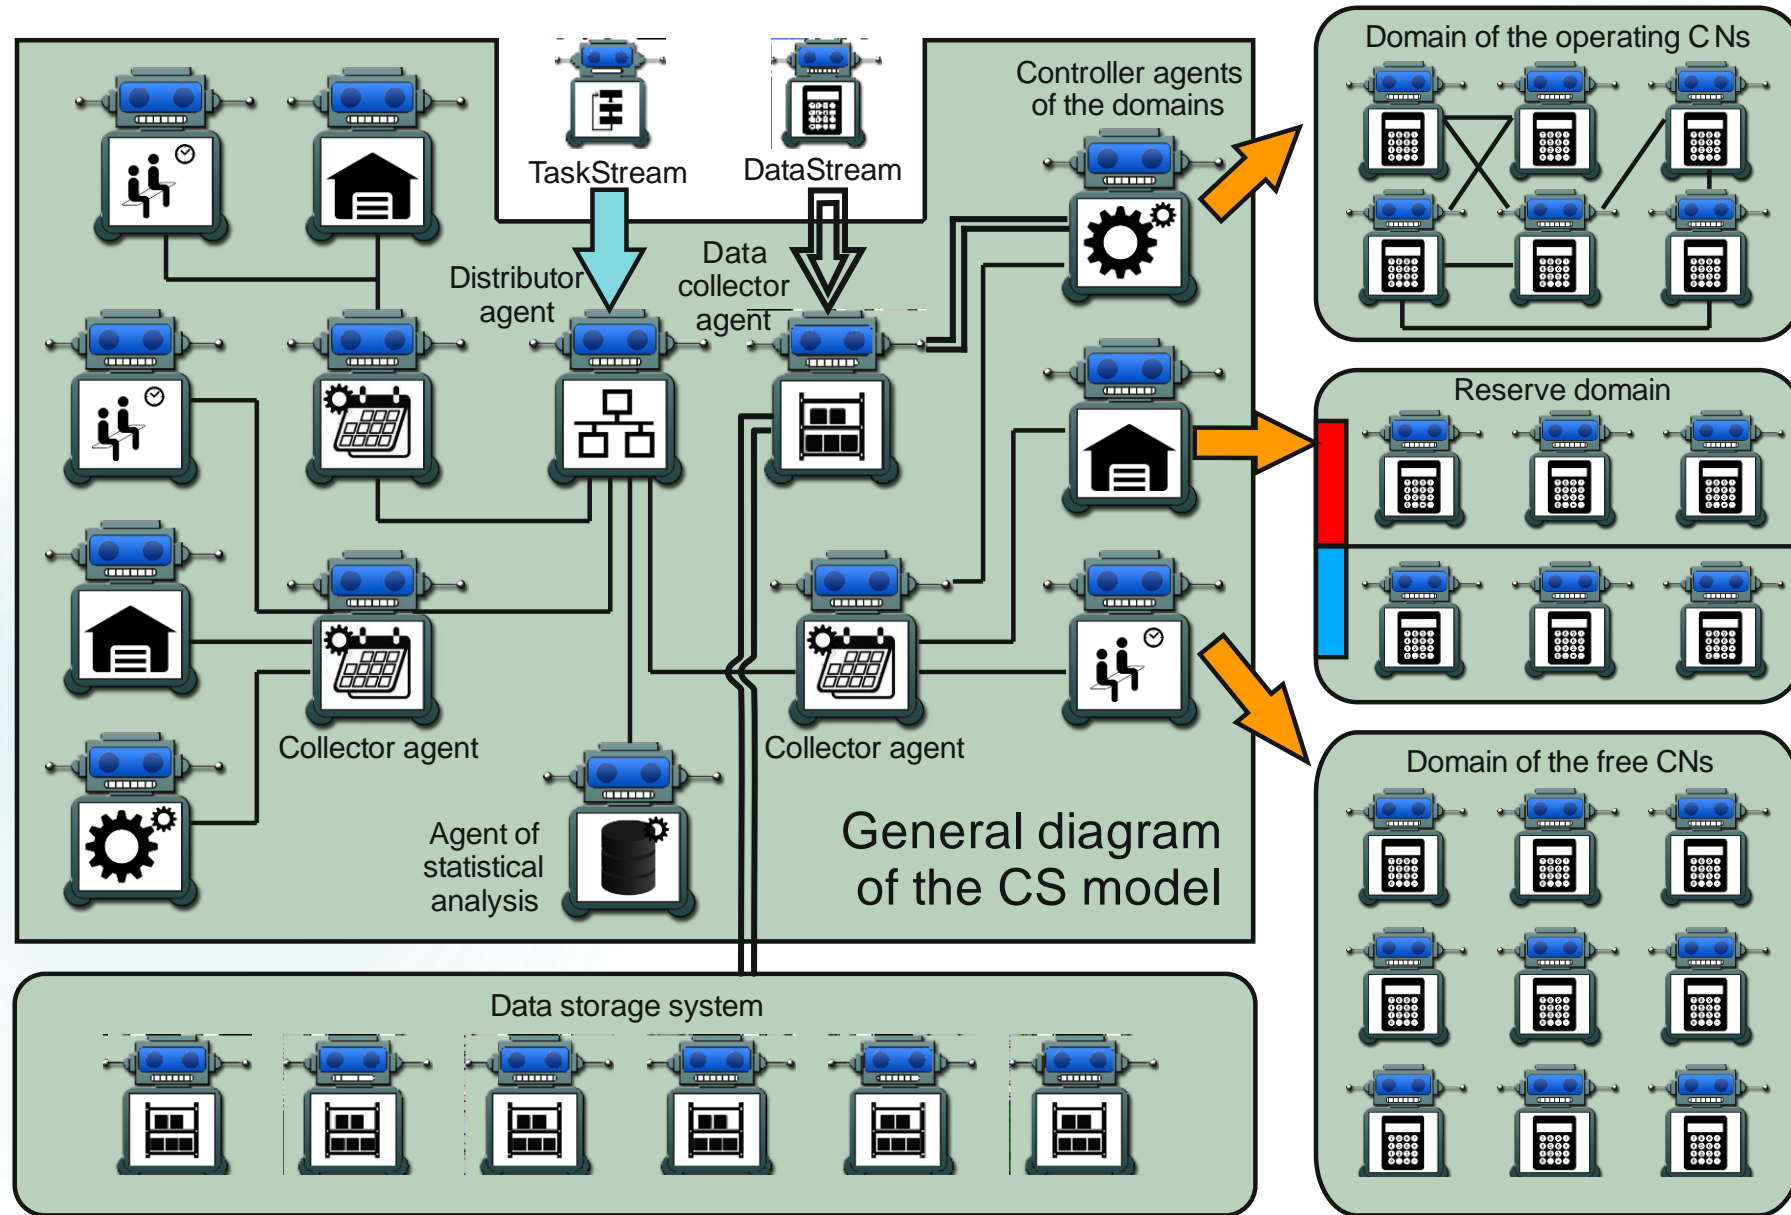 Domain of the operating CNs
Controller agents
of the domains
TaskStream
DataStream
Distributor
agent
Data
collector
agent
Reserve domain
Collector agent
Collector agent
Domain of the free CNs
Agent of
statistical
analysis
General diagram
of the CS model
Data storage system